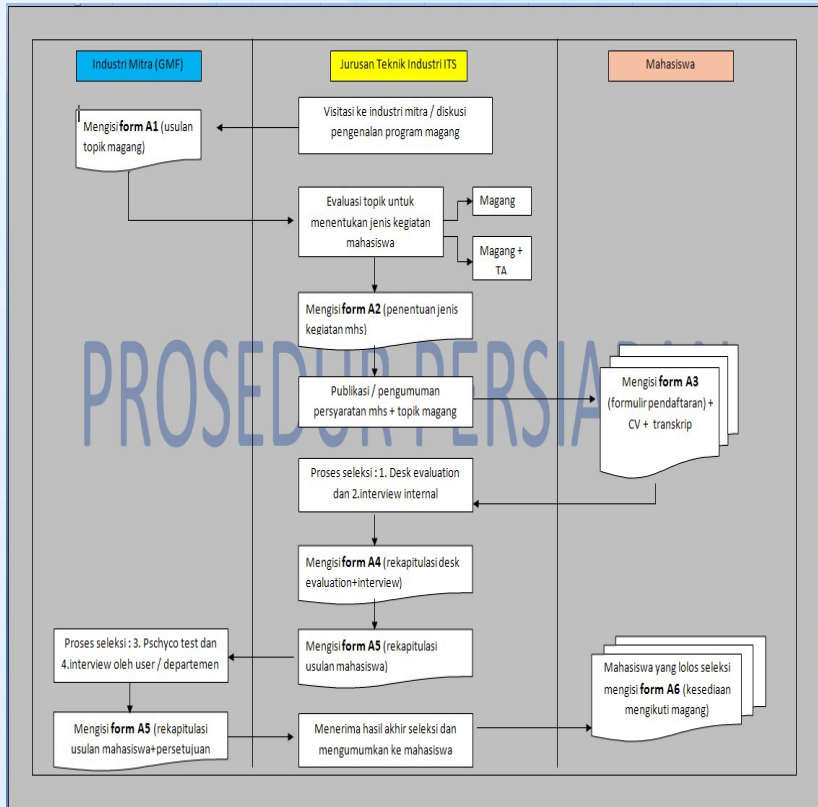 Industri Mitra (GMF)
Jurusan Teknik Industri ITS
Mahasiswa
Visitasi ke industri mitra / diskusi
pengenalan program magang
Mengisi form A1 (usulan
topik magang)
Evaluasi topik untuk
menentukan jenis kegiatan
mahasiswa
Magang
Magang +
TA
Mengisi form A2 (penentuan jenis
kegiatan mhs)
PROSEDUR PERSIAPAN
Publikasi / pengumuman
persyaratan mhs + topik magang
Mengisi form A3
(formulir pendaftaran) +
CV + transkrip
Proses seleksi : 1. Desk evaluation
dan 2.interview internal
Mengisi form A4 (rekapitulasi desk
evaluation+interview)
Mengisi form A5 (rekapitulasi
usulan mahasiswa)
Proses seleksi : 3. Pschyco test dan
4.interview oleh user / departemen
Mahasiswa yang lolos seleksi
mengisi form A6 (kesediaan
mengikuti magang)
Mengisi form A5 (rekapitulasi
usulan mahasiswa+persetujuan
Menerima hasil akhir seleksi dan
mengumumkan ke mahasiswa